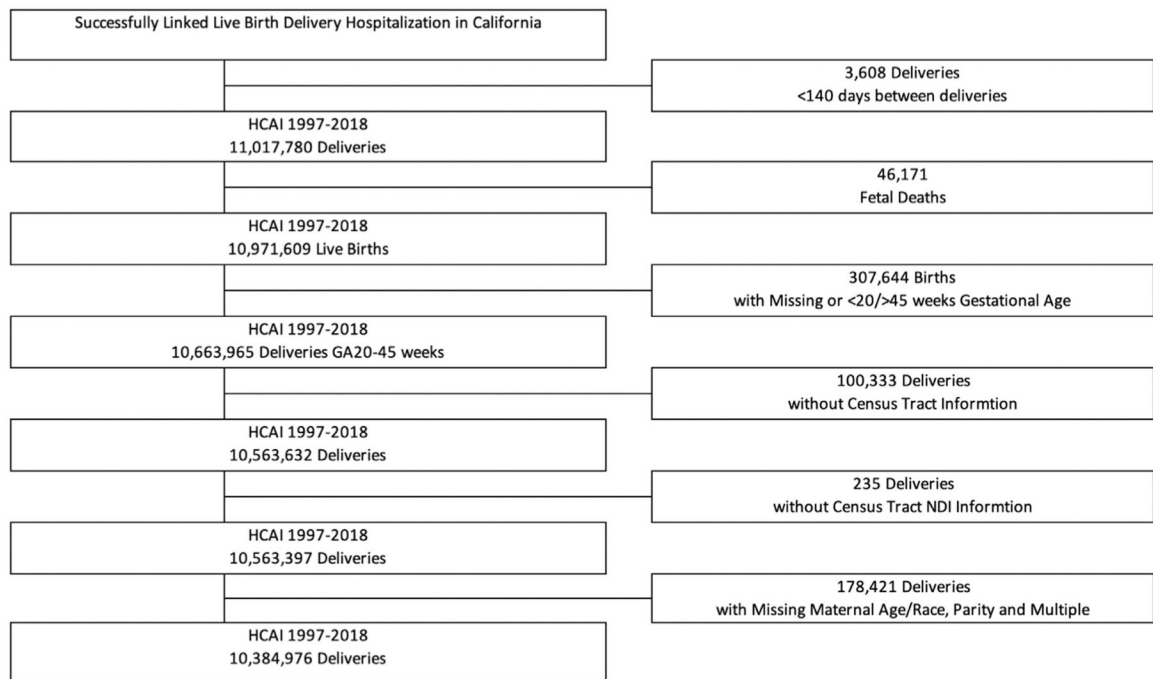 Successfully Linked Live Birth Delivery Hospitalization in California
3,608 Deliveries
<140 days between deliveries
HCAI 1997-2018
11,017,780 Deliveries
46,171
Fetal Deaths
HCAI 1997-2018
10,971,609 Live Births
307,644 Births
with Missing or <20/>45 weeks Gestational Age
HCAI 1997-2018
10,663,965 Deliveries GA20-45 weeks
100,333 Deliveries
without Census Tract Informtion
HCAI 1997-2018
10,563,632 Deliveries
235 Deliveries
without Census Tract NDI Informtion
HCAI 1997-2018
10,563,397 Deliveries
178,421 Deliveries
with Missing Maternal Age/Race, Parity and Multiple
HCAI 1997-2018
10,384,976 Deliveries